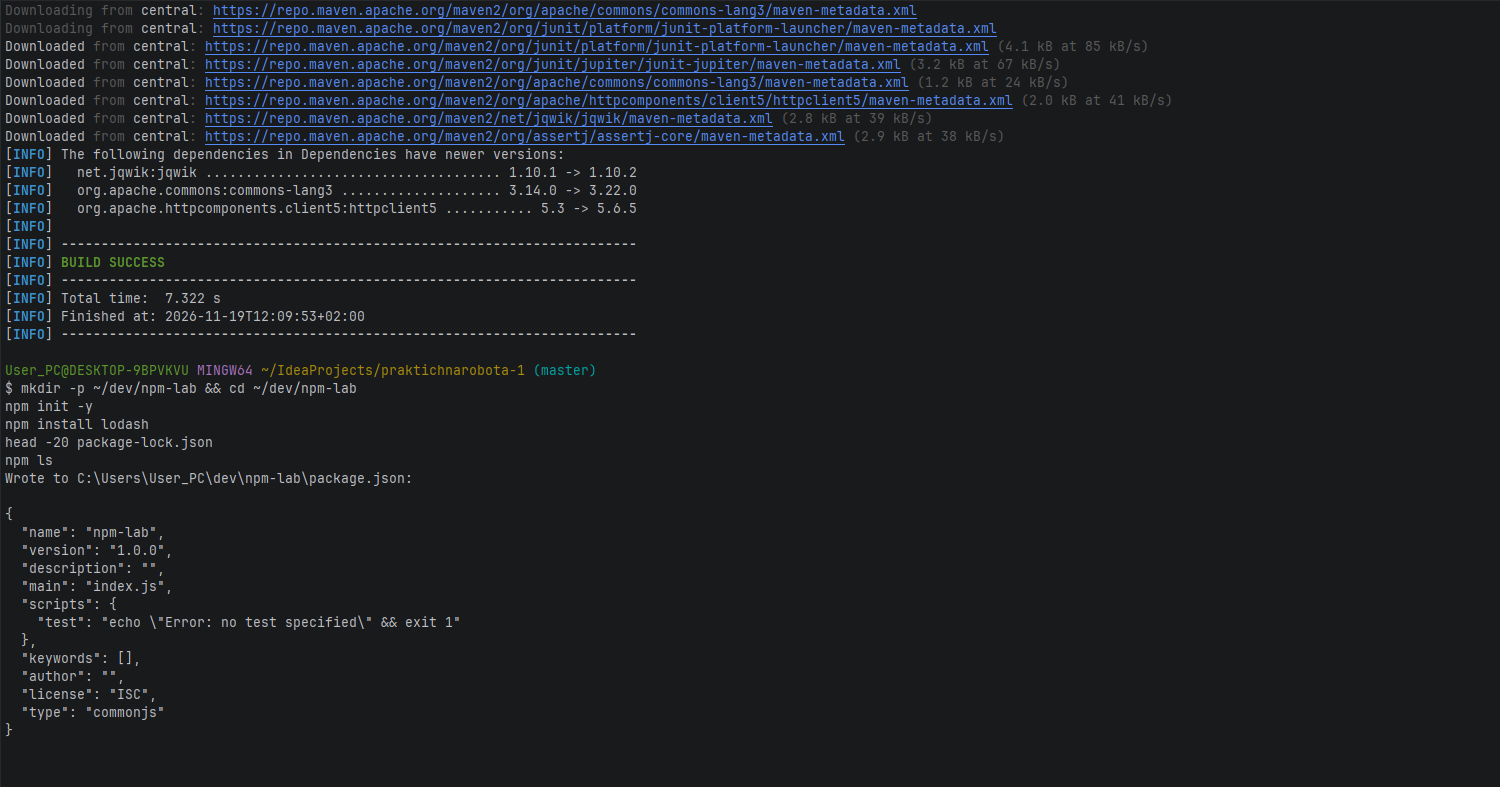 Downloading from central: https://repo.maven.apache.org/maven2/org/apache/commons/commons-lang3/maven-metadata.xml
Downloading from central: https://repo.maven.apache.org/maven2/org/junit/platform/junit-platform-launcher/maven-metadata.xml
Downloaded from central: https://repo.maven.apache.org/maven2/org/junit/platform/junit-platform-launcher/maven-metadata.xml (4.1 kB at 85 kB/s)
Downloaded from central: https://repo.maven.apache.org/maven2/org/junit/jupiter/junit-jupiter/maven-metadata.xml (3.2 kB at 67 kB/s)
Downloaded from central: https://repo.maven.apache.org/maven2/org/apache/commons/commons-lang3/maven-metadata.xml (1.2 kB at 24 kB/s)
Downloaded from central: https://repo.maven.apache.org/maven2/org/apache/httpcomponents/client5/httpclient5/maven-metadata.xml (2.0 kB at 41 kB/s)
Downloaded from central: https://repo.maven.apache.org/maven2/net/jqwik/jqwik/maven-metadata.xml (2.8 kB at 39 kB/s)
Downloaded from central: https://repo.maven.apache.org/maven2/org/assertj/assertj-core/maven-metadata.xml (2.9 kB at 38 kB/s)
[INFO] The following dependencies in Dependencies have newer versions:
[INFO]   net.jqwik:jqwik ..................................... 1.10.1 -> 1.10.2
[INFO]   org.apache.commons:commons-lang3 .................... 3.14.0 -> 3.22.0
[INFO]   org.apache.httpcomponents.client5:httpclient5 ........... 5.3 -> 5.6.5
[INFO]
[INFO] ------------------------------------------------------------------------
[INFO] BUILD SUCCESS
[INFO] ------------------------------------------------------------------------
[INFO] Total time:  7.322 s
[INFO] Finished at: 2026-11-19T12:09:53+02:00
[INFO] ------------------------------------------------------------------------
User_PC@DESKTOP-9BPVKVU MINGW64 ~/IdeaProjects/praktichnarobota-1 (master)
$ mkdir -p ~/dev/npm-lab && cd ~/dev/npm-lab
npm init -y
npm install lodash
head -20 package-lock.json
npm ls
Wrote to C:\Users\User_PC\dev\npm-lab\package.json:
{
  "name": "npm-lab",
  "version": "1.0.0",
  "description": "",
  "main": "index.js",
  "scripts": {
    "test": "echo \"Error: no test specified\" && exit 1"
  },
  "keywords": [],
  "author": "",
  "license": "ISC",
  "type": "commonjs"
}